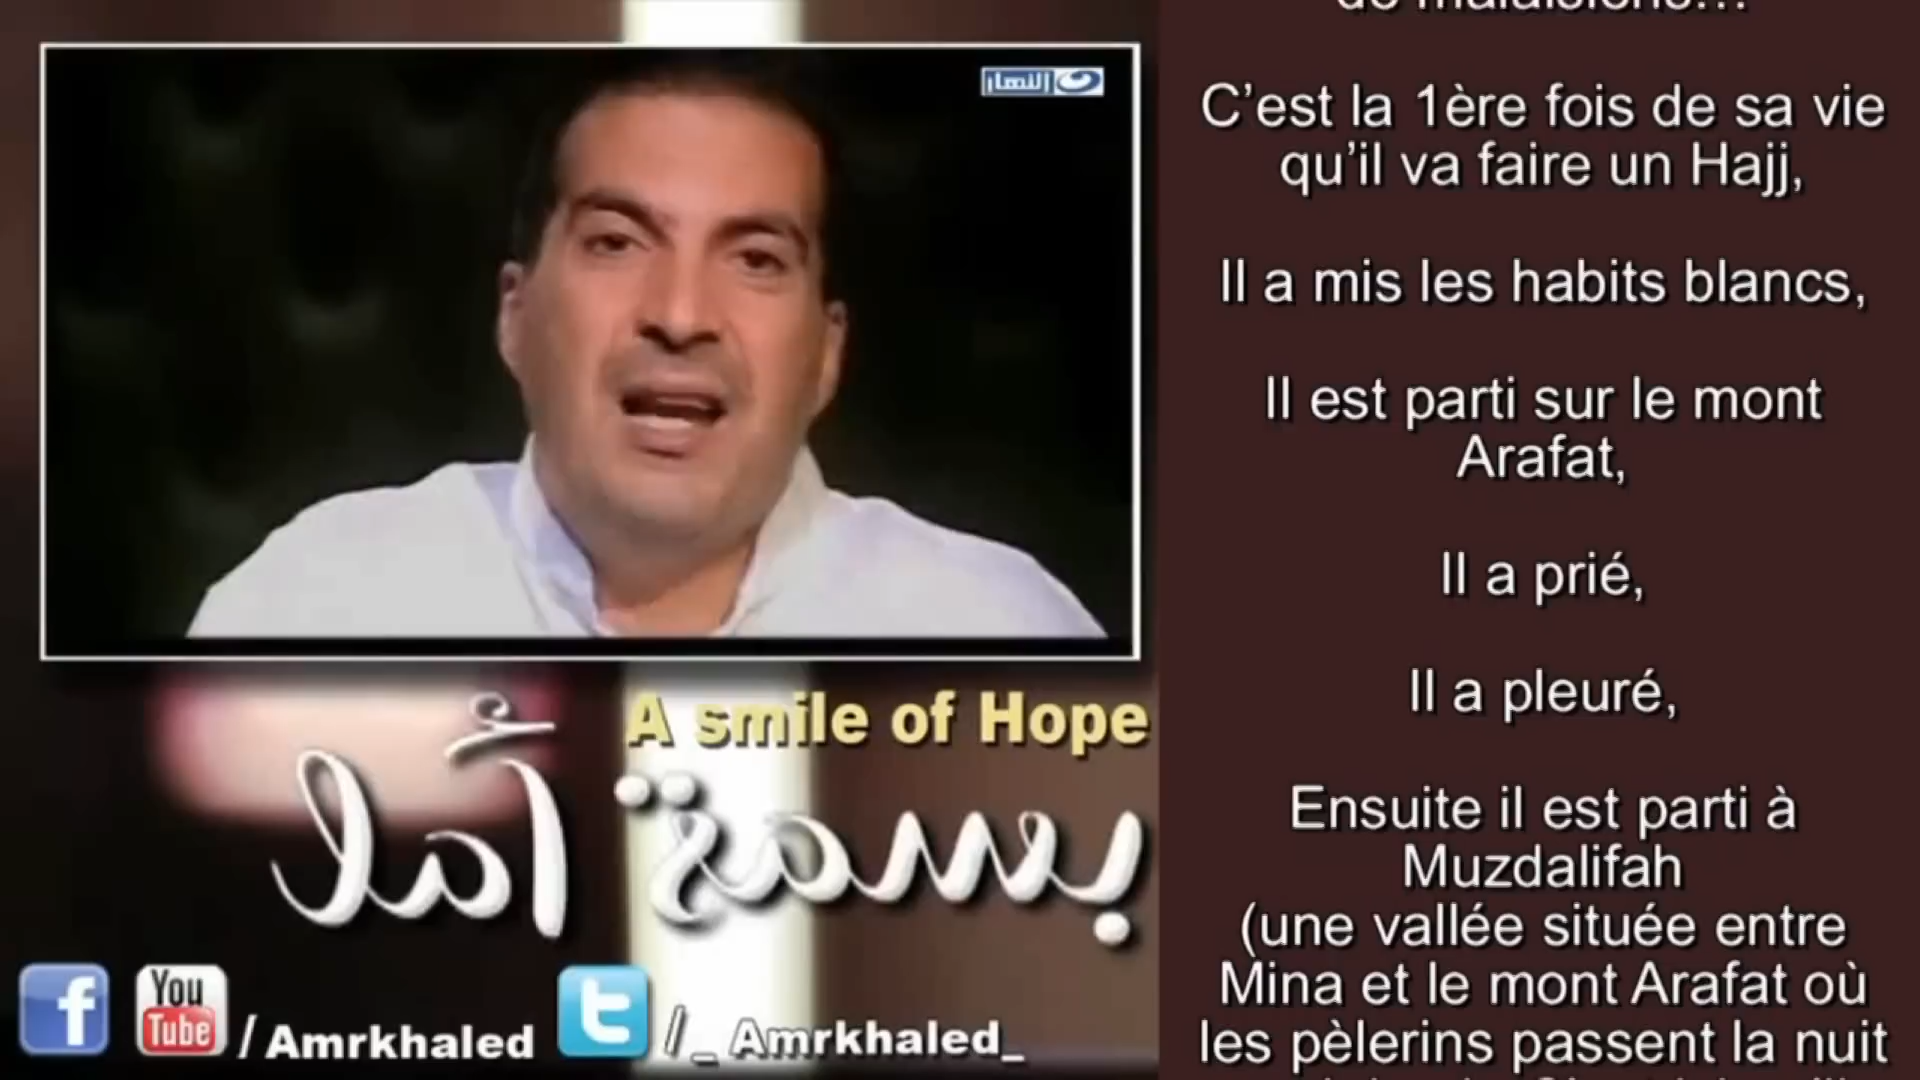 النهار
de malaisiens...
C’est la 1ère fois de sa vie
qu’il va faire un Hajj,
Il a mis les habits blancs,
Il est parti sur le mont
Arafat,
Il a prié,
Il a pleuré,
Ensuite il est parti à
Muzdalifah
(une vallée située entre
Mina et le mont Arafat où
les pèlerins passent la nuit
A smile of Hope
بسمة أمل
f
You
Tube
/Amrkhaled
t
/_Amrkhaled_